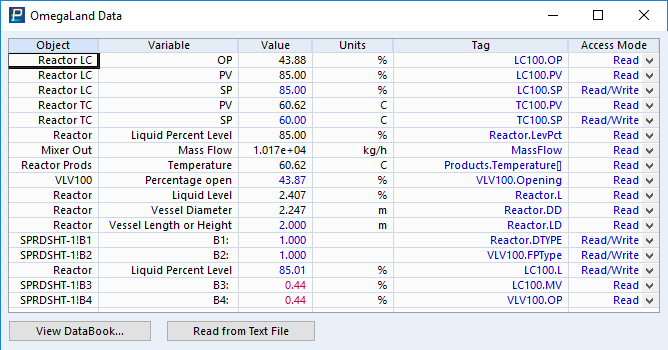 OmegaLand Data
Object Variable Value Units Tag Access Mode
Reactor LC OP 43.88 % LC100.OP Read
Reactor LC PV 85.00 % LC100.PV Read
Reactor LC SP 85.00 % LC100.SP Read/Write
Reactor TC PV 60.62 C TC100.PV Read
Reactor TC SP 60.00 C TC100.SP Read/Write
Reactor Liquid Percent Level 85.00 % Reactor.LevPct Read
Mixer Out Mass Flow 1.017e+04 kg/h MassFlow Read
Reactor Prods Temperature 60.62 C Products.Temperature[] Read
VLV100 Percentage open 43.87 % VLV100.Opening Read
Reactor Liquid Level 2.407 % Reactor.L Read
Reactor Vessel Diameter 2.247 m Reactor.DD Read
Reactor Vessel Length or Height 2.000 m Reactor.LD Read
SPRDSHT-1!B1 B1: 1.000 Reactor.DTYPE Read/Write
SPRDSHT-1!B2 B2: 1.000 VLV100.FPType Read/Write
Reactor Liquid Percent Level 85.01 % LC100.L Read
SPRDSHT-1!B3 B3: 0.44 LC100.MV Read
SPRDSHT-1!B4 B4: 0.44 VLV100.OP Read
View DataBook... Read from Text File